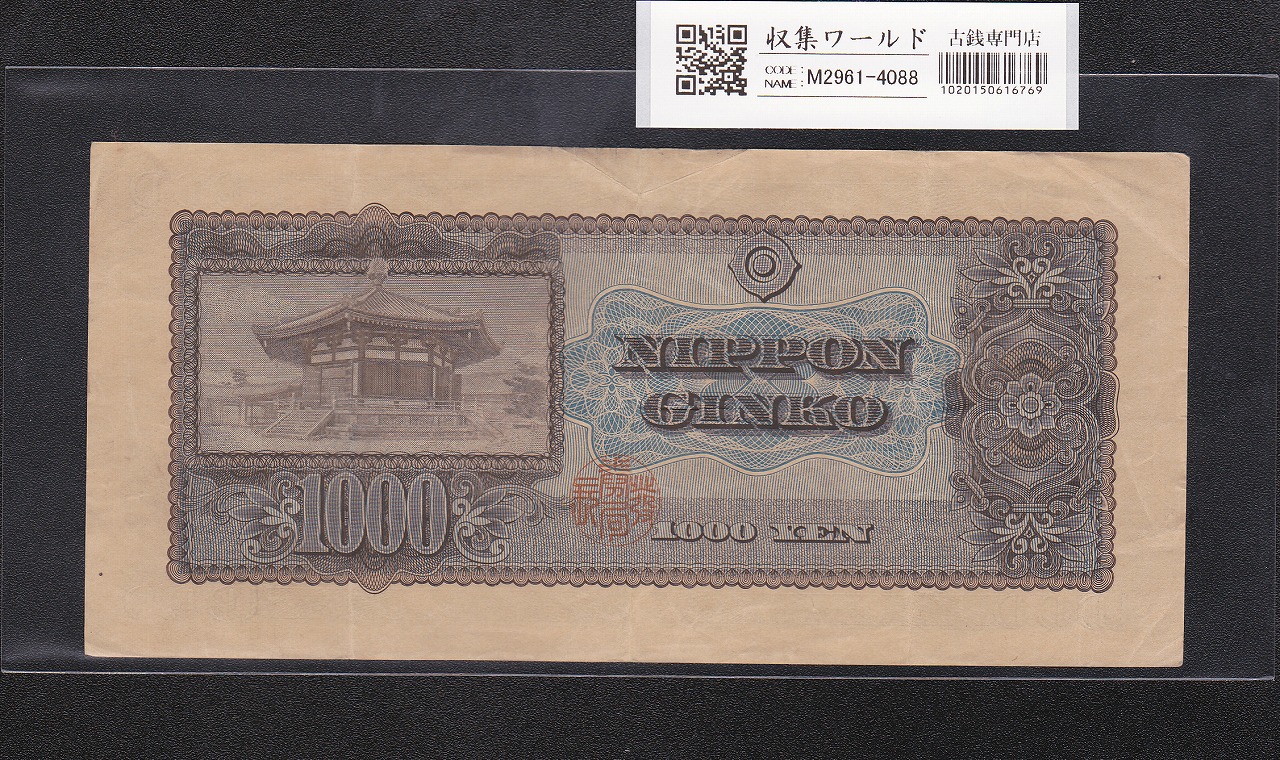 収集ワールド 古銭専門店
CODE :
NAME : M2961-4088
1020150616769
NIPPON
GINKO
1000
1000 YEN